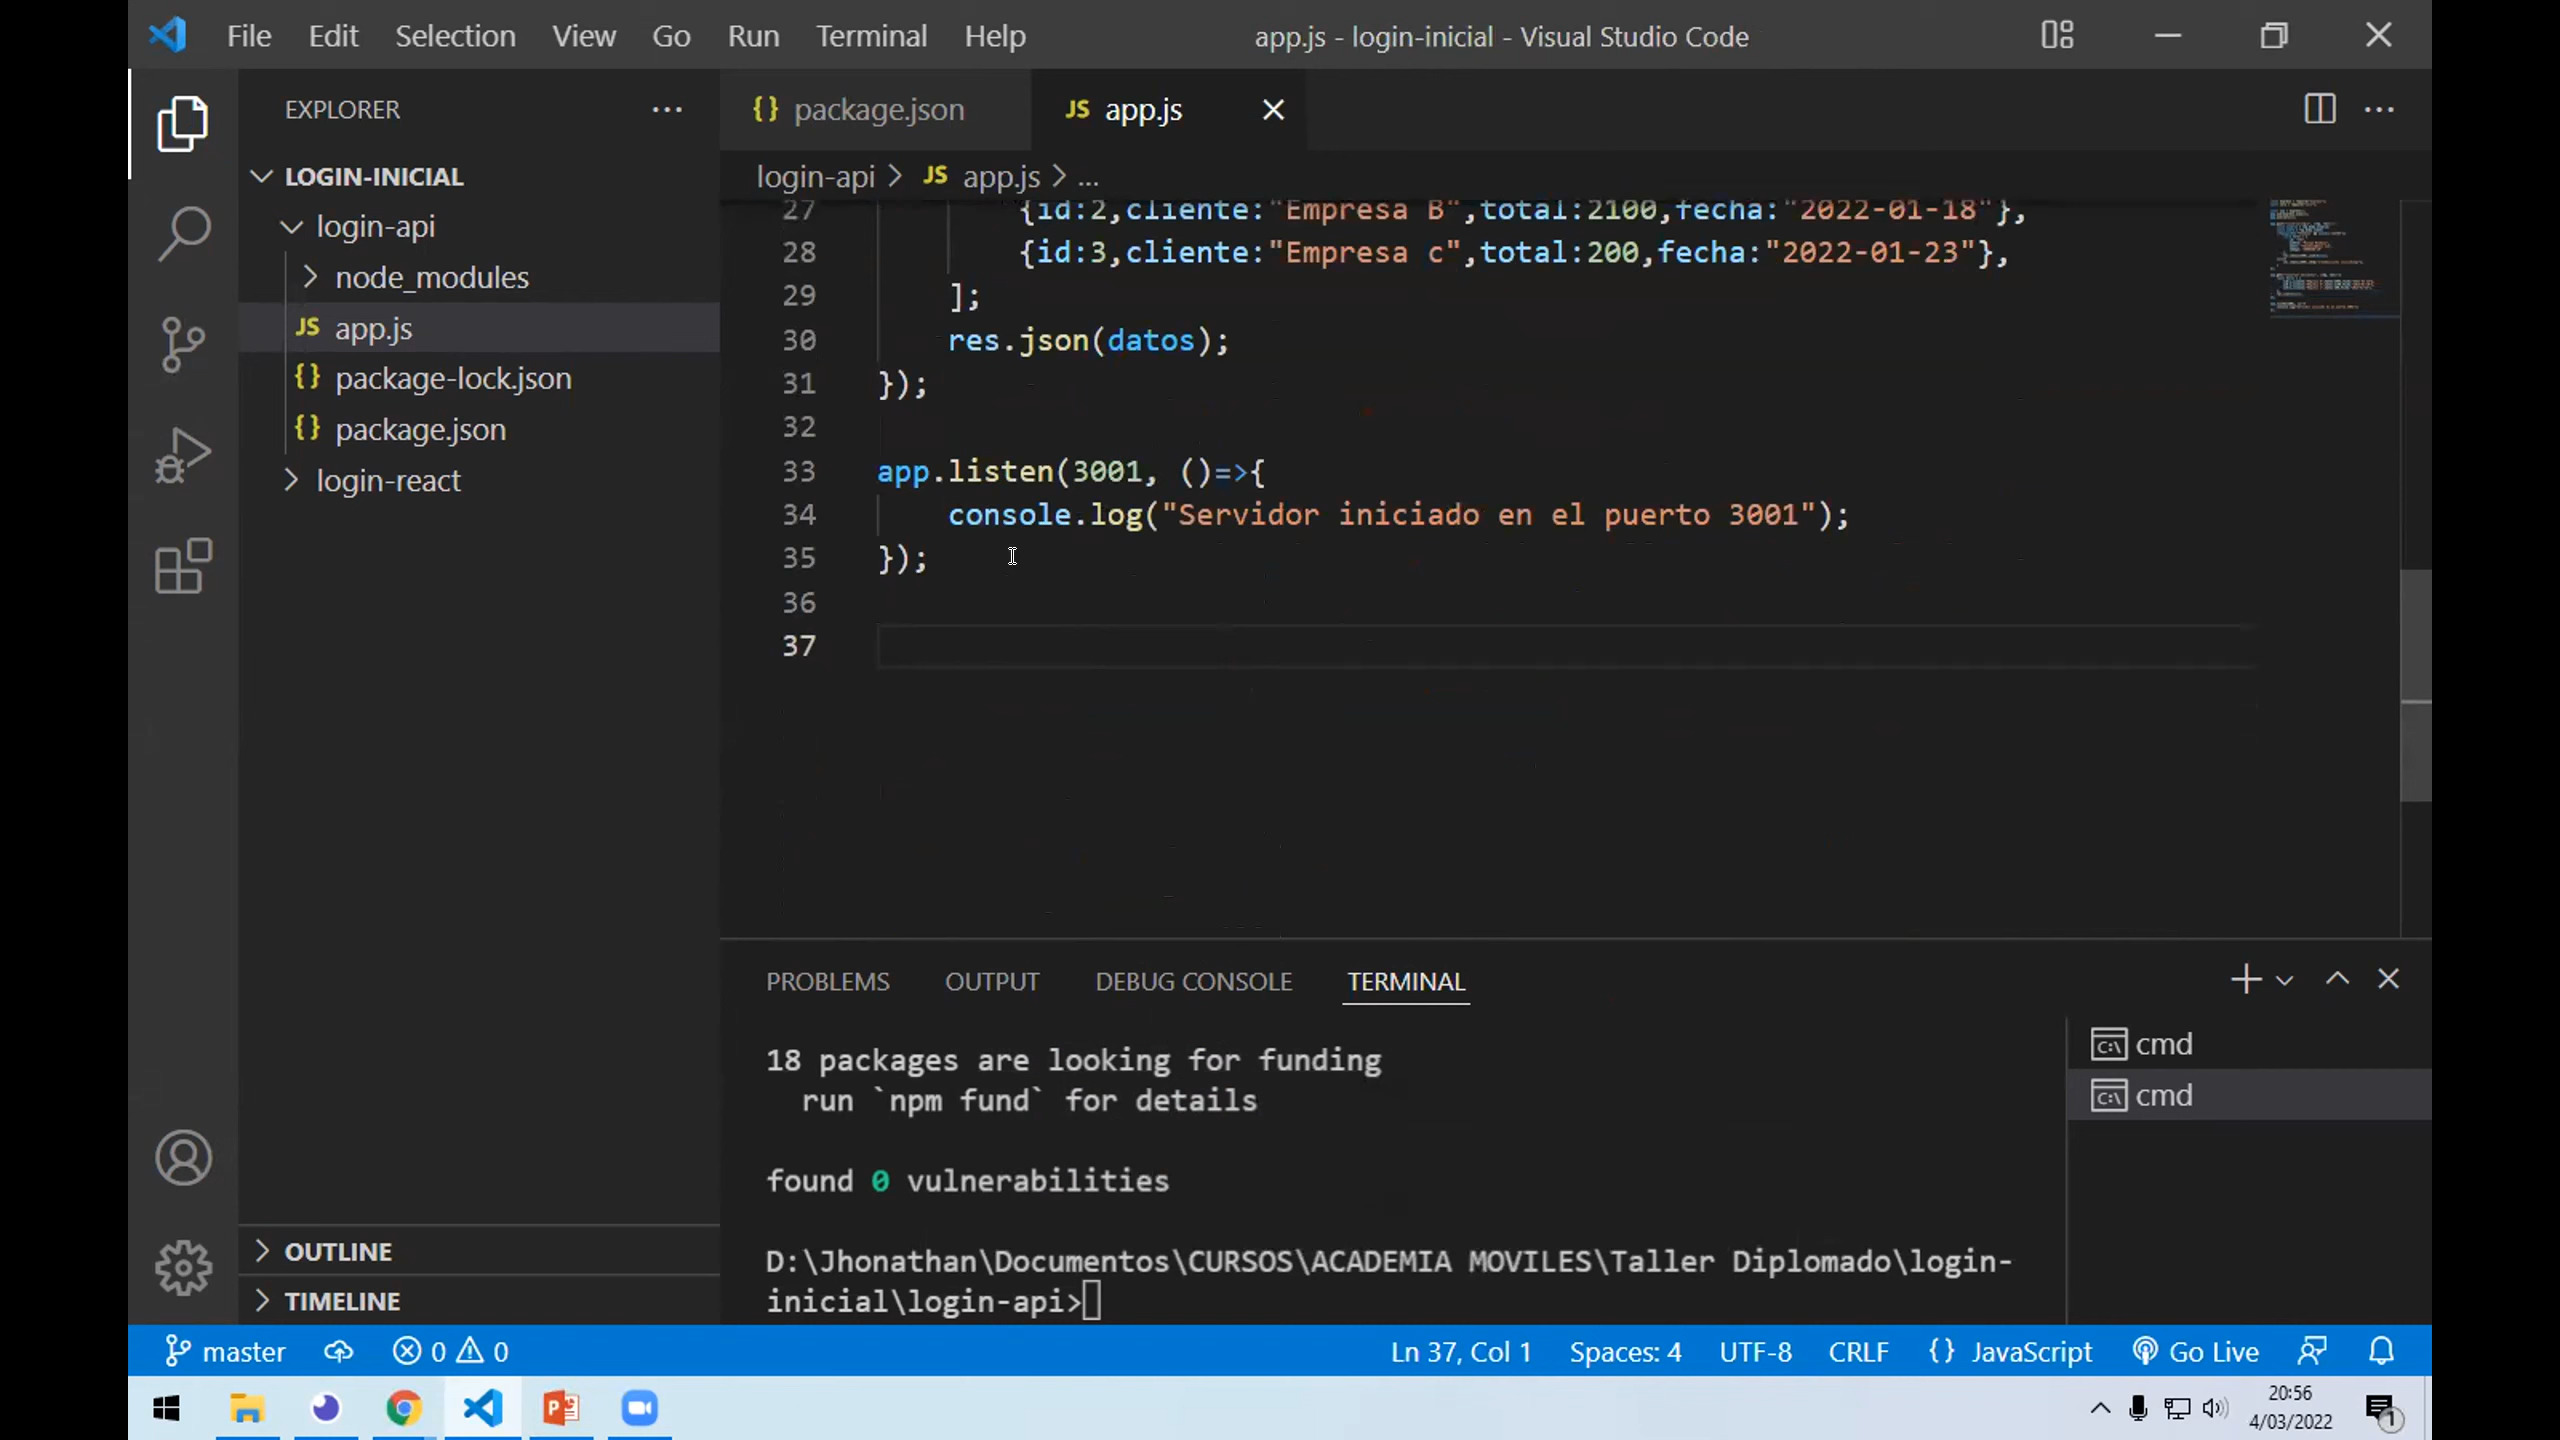 File Edit Selection View Go Run Terminal Help
app.js - login-inicial - Visual Studio Code
EXPLORER
LOGIN-INICIAL
login-api
node_modules
JS app.js
{} package-lock.json
{} package.json
login-react
OUTLINE
TIMELINE
{} package.json
JS app.js
login-api > JS app.js > ...
27 {id:2,cliente:"Empresa B",total:2100,fecha:"2022-01-18"},
28 {id:3,cliente:"Empresa c",total:200,fecha:"2022-01-23"},
29 ];
30 res.json(datos);
31 });
32
33 app.listen(3001, ()=>{
34 console.log("Servidor iniciado en el puerto 3001");
35 });
36
37
PROBLEMS OUTPUT DEBUG CONSOLE TERMINAL
18 packages are looking for funding
run `npm fund` for details
found 0 vulnerabilities
D:\Jhonathan\Documentos\CURSOS\ACADEMIA MOVILES\Taller Diplomado\login-
inicial\login-api>
cmd
cmd
master 0 0 Ln 37, Col 1 Spaces: 4 UTF-8 CRLF {} JavaScript Go Live
20:56
4/03/2022
1